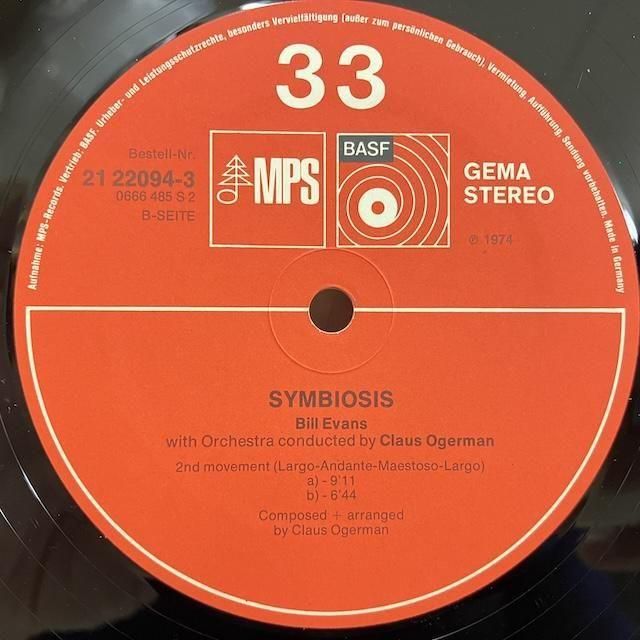 Aufnahme: MPS-Records. Vertrieb: BASF. Urheber- und Leistungsschutzrechte, besonders Vervielfältigung (außer zum persönlichen Gebrauch), Vermietung, Aufführung, Sendung vorbehalten. Made in Germany
33
Bestell-Nr.
21 22094-3
0666 485 S 2
B-SEITE
MPS
BASF
GEMA
STEREO
℗ 1974
SYMBIOSIS
Bill Evans
with Orchestra conducted by Claus Ogerman
2nd movement (Largo-Andante-Maestoso-Largo)
a) - 9'11
b) - 6'44
Composed + arranged
by Claus Ogerman